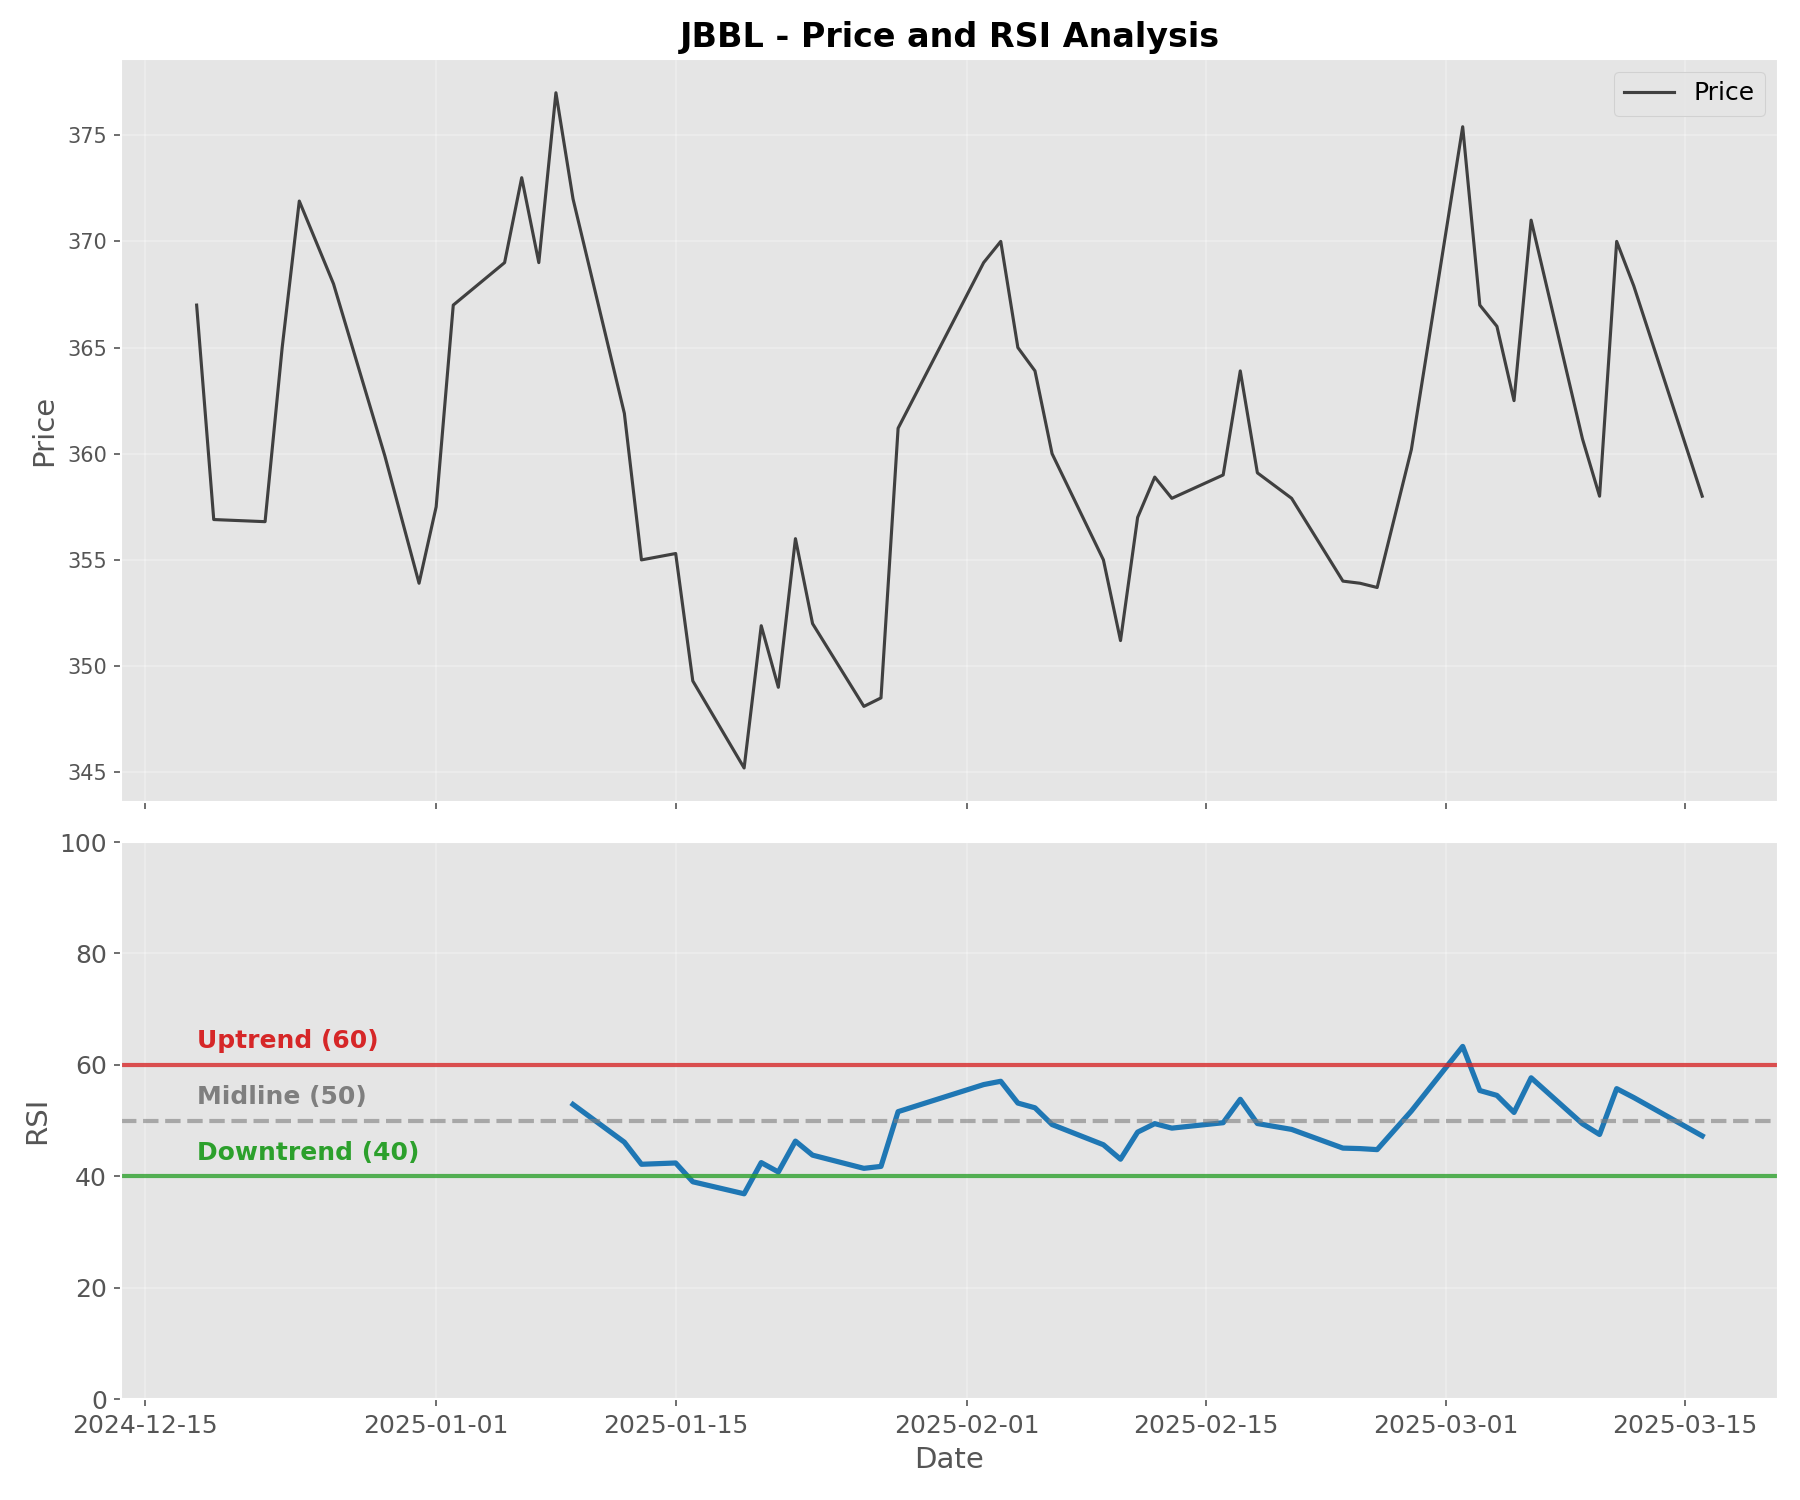 JBBL - Price and RSI Analysis
Price
375
370
365
360
355
350
345
Price
100
80
60
40
20
0
Uptrend (60)
Midline (50)
Downtrend (40)
RSI
2024-12-15 2025-01-01 2025-01-15 2025-02-01 2025-02-15 2025-03-01 2025-03-15
Date